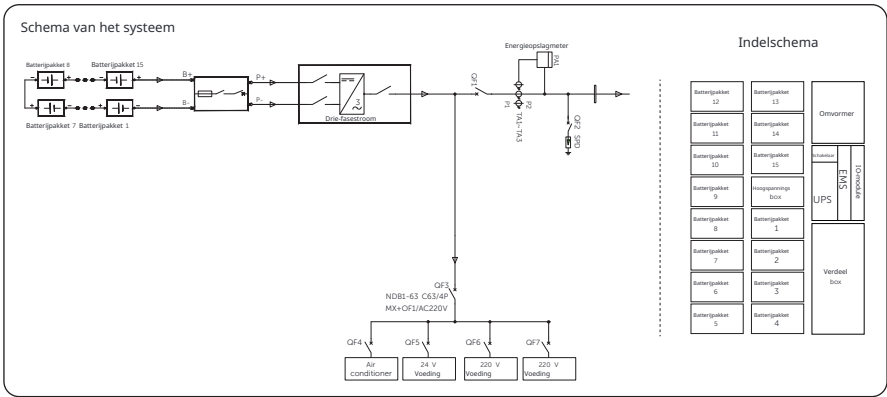 Schema van het systeem
Batterijpakket 8
Batterijpakket 15
Batterijpakket 7
Batterijpakket 1
B+
B-
P+
P-
3
Drie-fasestroom
QF1
Energieopslagmeter
PA1
P2
P1
TA1~TA3
QF2
SPD
QF3
NDB1-63 C63/4P
MX+OF1/AC220V
QF4
QF5
QF6
QF7
Air
conditioner
24 V
Voeding
220 V
Voeding
220 V
Voeding
Indelschema
Batterijpakket
12
Batterijpakket
13
Batterijpakket
11
Batterijpakket
14
Batterijpakket
10
Batterijpakket
15
Batterijpakket
9
Hoogspannings
box
Batterijpakket
8
Batterijpakket
1
Batterijpakket
7
Batterijpakket
2
Batterijpakket
6
Batterijpakket
3
Batterijpakket
5
Batterijpakket
4
Omvormer
UPS
EMS
IO-module
Verdeel
box